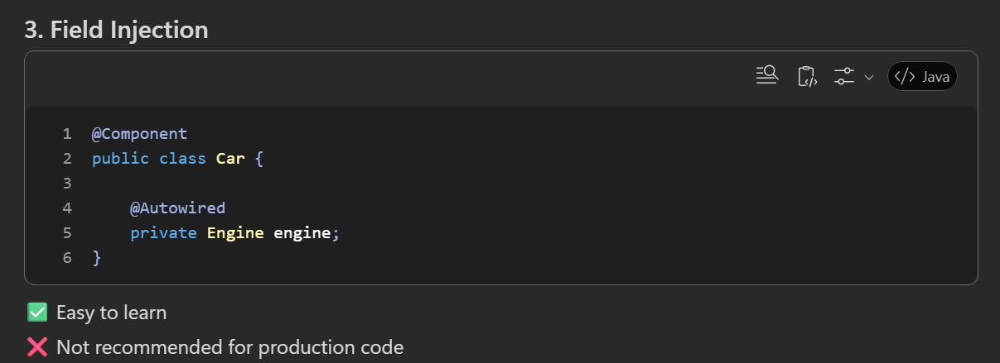 3. Field Injection
</> Java
1 @Component
2 public class Car {
3
4     @Autowired
5     private Engine engine;
6 }
✅ Easy to learn
❌ Not recommended for production code